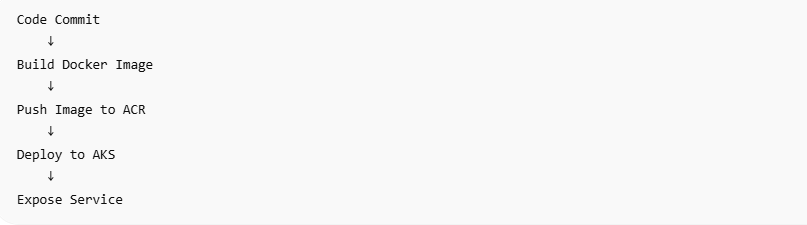 Code Commit
↓
Build Docker Image
↓
Push Image to ACR
↓
Deploy to AKS
↓
Expose Service